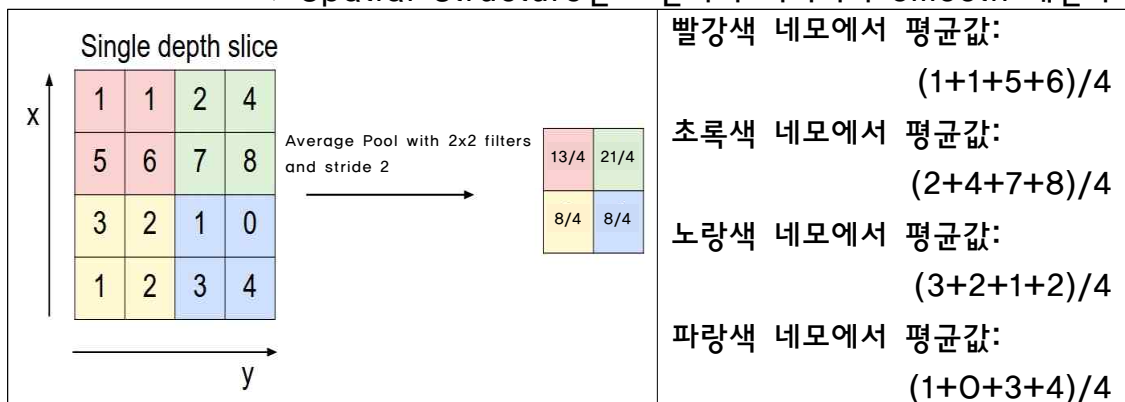 Spatial Structure
smooth
Single depth slice
x
1 1 2 4
5 6 7 8
3 2 1 0
1 2 3 4
y
Average Pool with 2x2 filters
and stride 2
13/4 21/4
8/4 8/4
빨강색 네모에서 평균값:
(1+1+5+6)/4
초록색 네모에서 평균값:
(2+4+7+8)/4
노랑색 네모에서 평균값:
(3+2+1+2)/4
파랑색 네모에서 평균값:
(1+0+3+4)/4